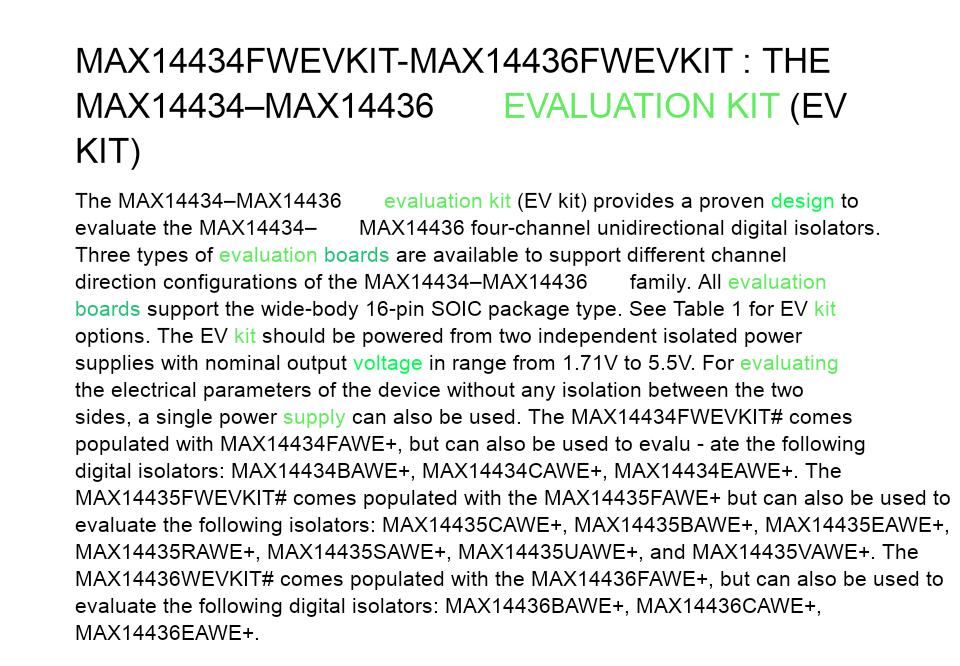 MAX14434FWEVKIT-MAX14436FWEVKIT : THE
MAX14434–MAX14436 EVALUATION KIT (EV
KIT)
The MAX14434–MAX14436 evaluation kit (EV kit) provides a proven design to
evaluate the MAX14434– MAX14436 four-channel unidirectional digital isolators.
Three types of evaluation boards are available to support different channel
direction configurations of the MAX14434–MAX14436 family. All evaluation
boards support the wide-body 16-pin SOIC package type. See Table 1 for EV kit
options. The EV kit should be powered from two independent isolated power
supplies with nominal output voltage in range from 1.71V to 5.5V. For evaluating
the electrical parameters of the device without any isolation between the two
sides, a single power supply can also be used. The MAX14434FWEVKIT# comes
populated with MAX14434FAWE+, but can also be used to evalu - ate the following
digital isolators: MAX14434BAWE+, MAX14434CAWE+, MAX14434EAWE+. The
MAX14435FWEVKIT# comes populated with the MAX14435FAWE+ but can also be used to
evaluate the following isolators: MAX14435CAWE+, MAX14435BAWE+, MAX14435EAWE+,
MAX14435RAWE+, MAX14435SAWE+, MAX14435UAWE+, and MAX14435VAWE+. The
MAX14436WEVKIT# comes populated with the MAX14436FAWE+, but can also be used to
evaluate the following digital isolators: MAX14436BAWE+, MAX14436CAWE+,
MAX14436EAWE+.